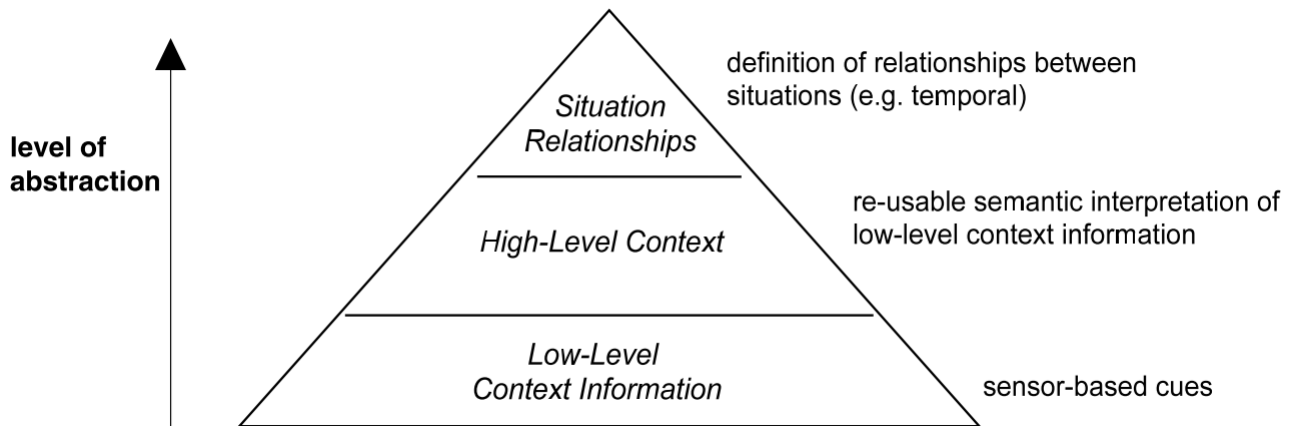 definition of relationships between
situations (e.g. temporal)
Situation
Relationships
level of
abstraction
re-usable semantic interpretation of
low-level context information
High-Level Context
Low-Level
Context Information
sensor-based cues